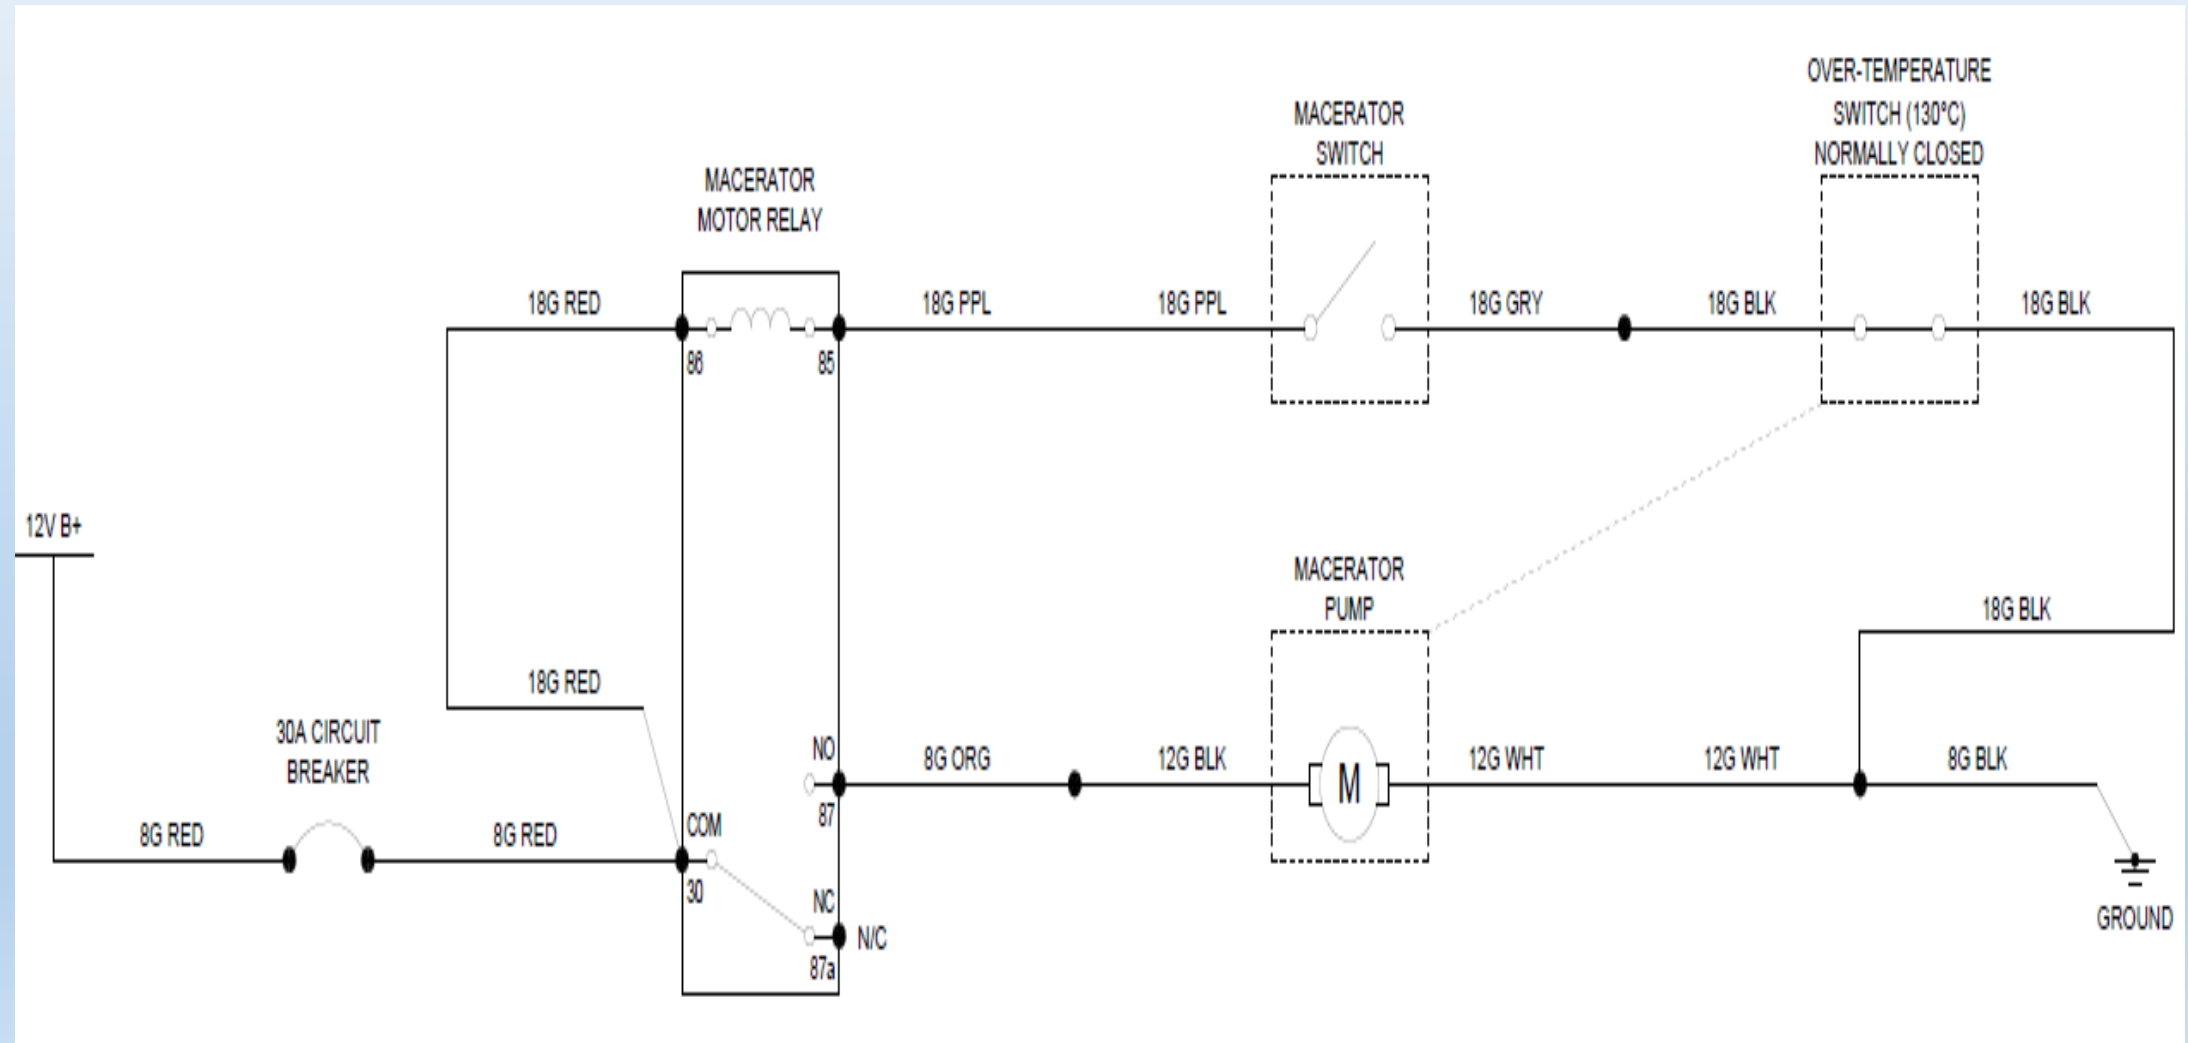 OVER-TEMPERATURE
SWITCH (130°C)
NORMALLY CLOSED
MACERATOR
SWITCH
MACERATOR
MOTOR RELAY
18G RED
18G PPL
18G PPL
18G GRY
18G BLK
18G BLK
86
85
12V B+
MACERATOR
PUMP
18G BLK
18G RED
30A CIRCUIT
BREAKER
NO
8G ORG
12G BLK
M
12G WHT
12G WHT
8G BLK
87
COM
8G RED
8G RED
30
NC
N/C
87a
GROUND